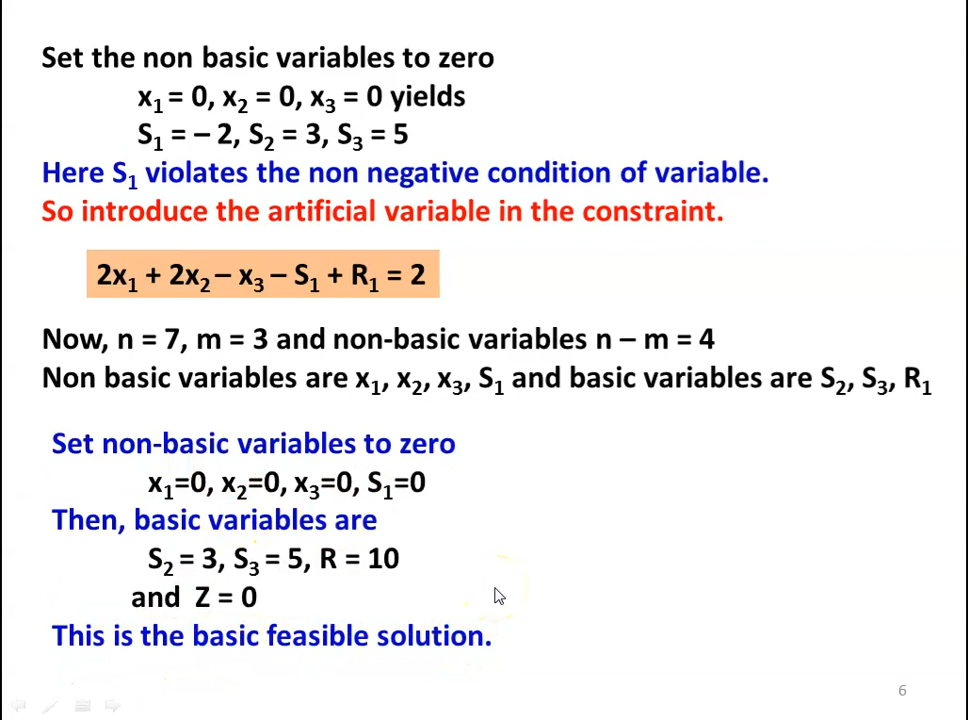 Set the non basic variables to zero
x₁ = 0, x₂ = 0, x₃ = 0 yields
S₁ = – 2, S₂ = 3, S₃ = 5
Here S₁ violates the non negative condition of variable.
So introduce the artificial variable in the constraint.
2x₁ + 2x₂ – x₃ – S₁ + R₁ = 2
Now, n = 7, m = 3 and non-basic variables n – m = 4
Non basic variables are x₁, x₂, x₃, S₁ and basic variables are S₂, S₃, R₁
Set non-basic variables to zero
x₁=0, x₂=0, x₃=0, S₁=0
Then, basic variables are
S₂ = 3, S₃ = 5, R = 10
and Z = 0
This is the basic feasible solution.
6